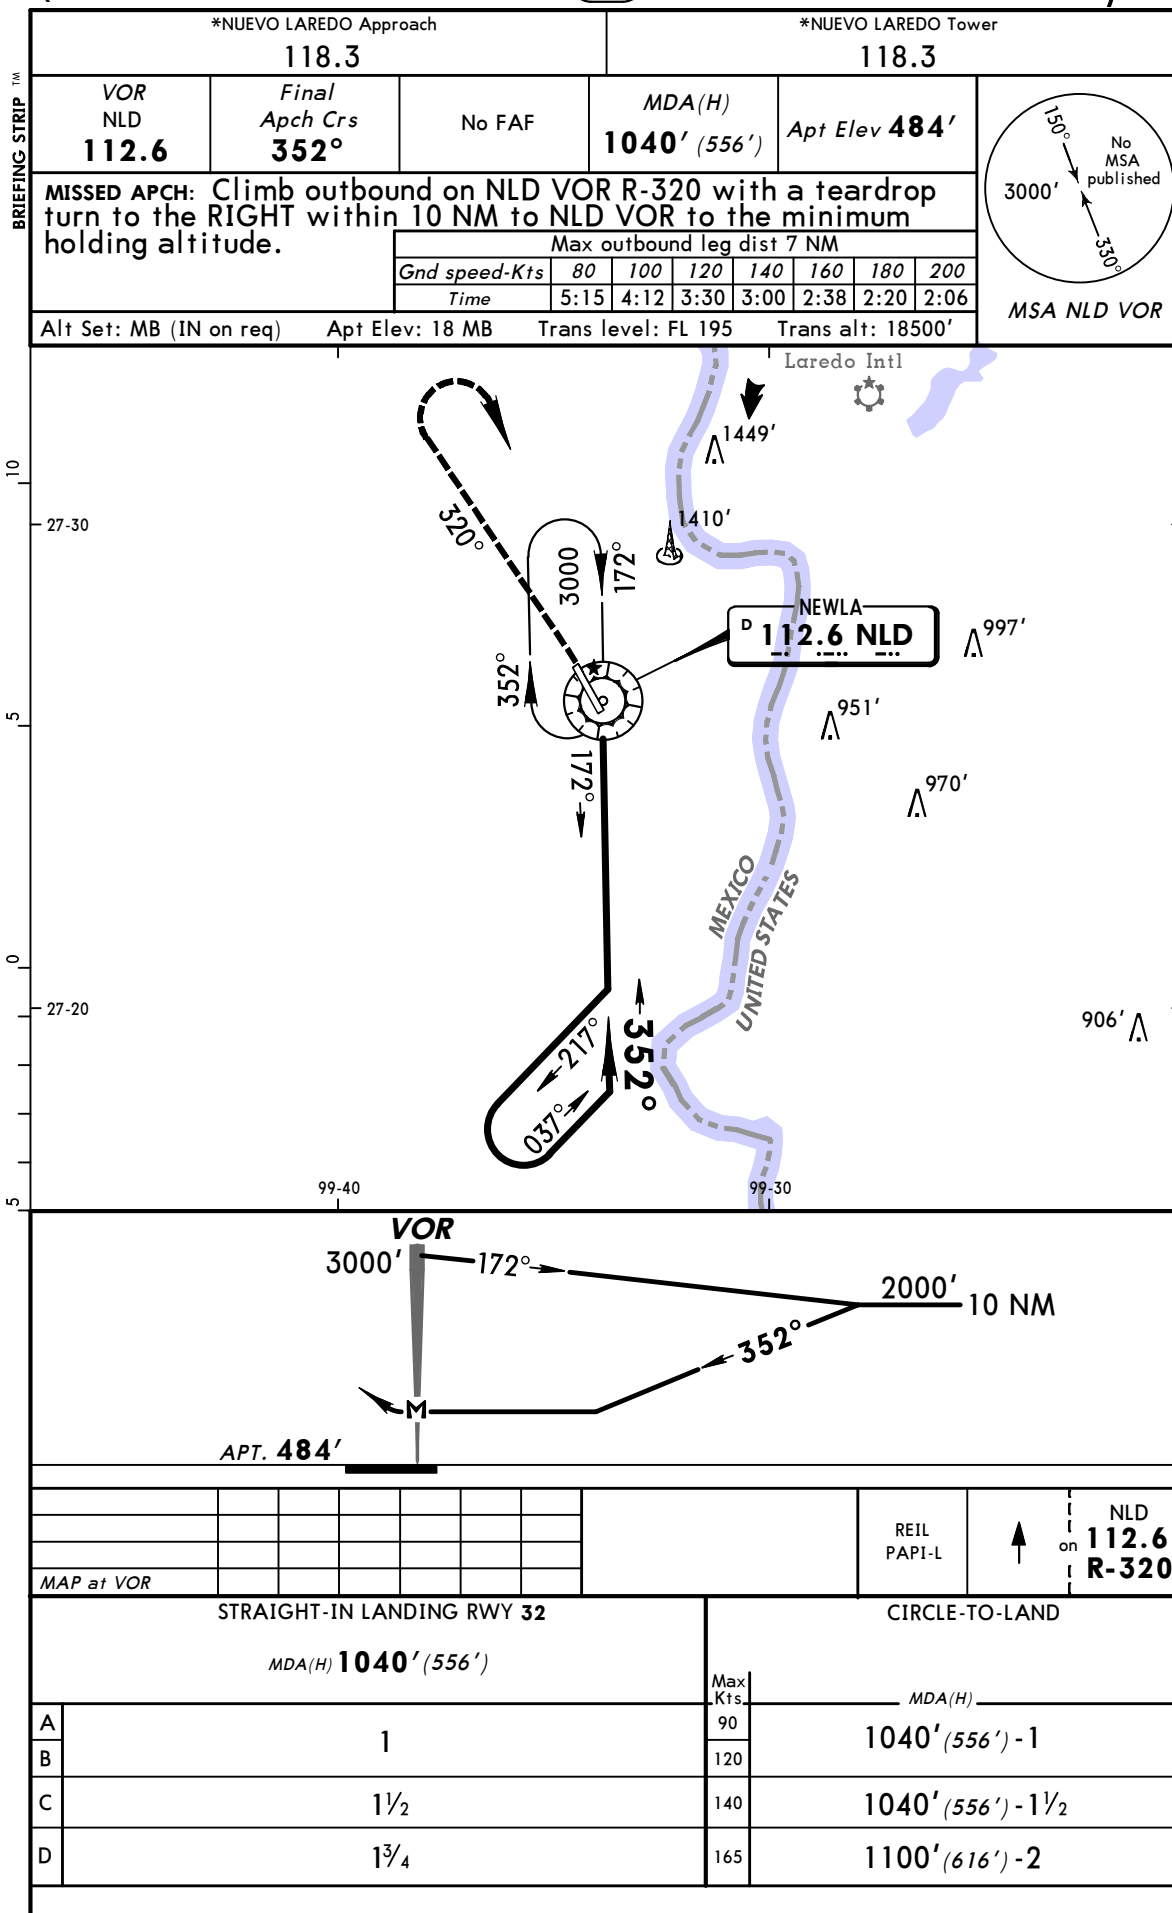 *NUEVO LAREDO Approach
118.3
*NUEVO LAREDO Tower
118.3
BRIEFING STRIP TM
VOR
NLD
112.6
Final
Apch Crs
352°
No FAF
MDA(H)
1040' (556')
Apt Elev 484'
MISSED APCH: Climb outbound on NLD VOR R-320 with a teardrop
turn to the RIGHT within 10 NM to NLD VOR to the minimum
holding altitude.
Max outbound leg dist 7 NM
Gnd speed-Kts 80 100 120 140 160 180 200
Time 5:15 4:12 3:30 3:00 2:38 2:20 2:06
Alt Set: MB (IN on req) Apt Elev: 18 MB Trans level: FL 195 Trans alt: 18500'
150°
No
MSA
published
3000'
330°
MSA NLD VOR
Laredo Intl
1449'
10
27-30
320°
1410'
3000
172°
NEWLA
D 112.6 NLD
997'
352°
5
951'
172°
970'
MEXICO
UNITED STATES
0
27-20
906'
217°
352°
037°
5
99-40
99-30
VOR
3000'
172°
2000'
10 NM
352°
M
APT. 484'
MAP at VOR
REIL
PAPI-L
on
NLD
112.6
R-320
STRAIGHT-IN LANDING RWY 32
MDA(H) 1040' (556')
CIRCLE-TO-LAND
Max
Kts
MDA(H)
A
B
1
90
120
1040' (556') - 1
C
1 1/2
140
1040' (556') - 1 1/2
D
1 3/4
165
1100' (616') - 2